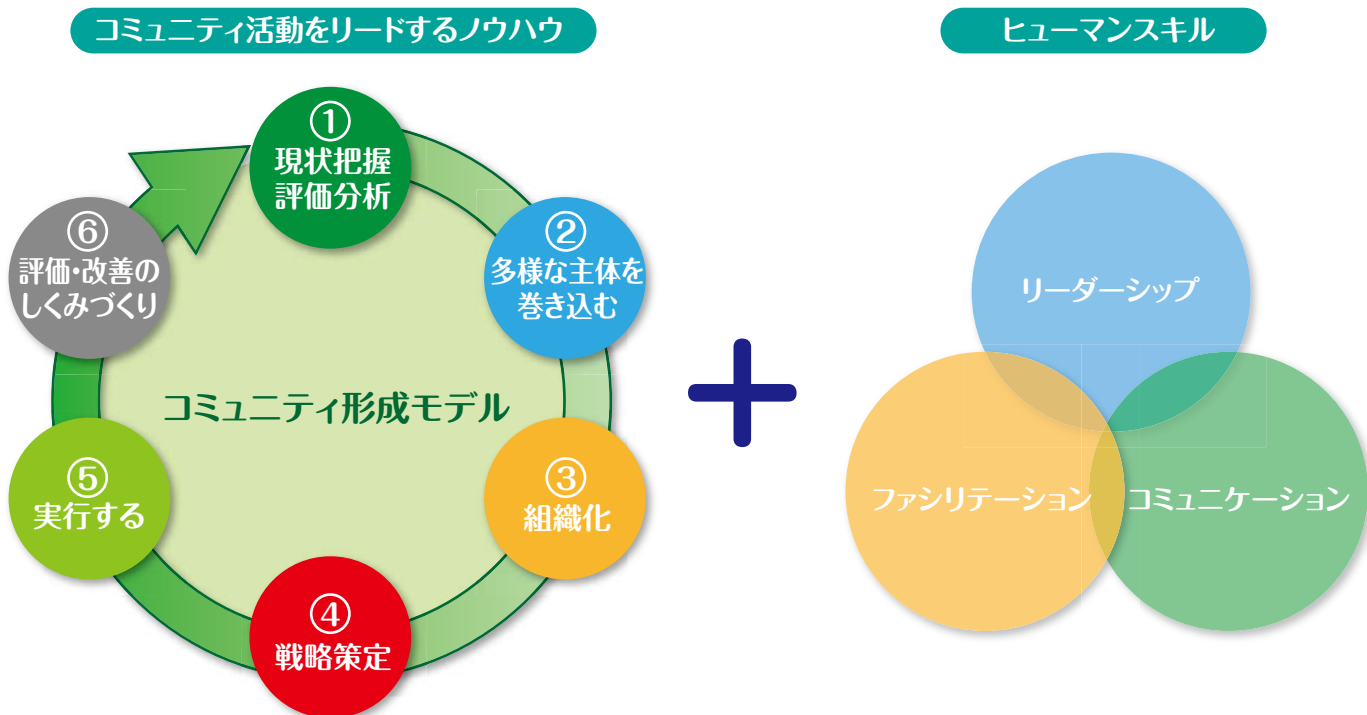 コミュニティ活動をリードするノウハウ
ヒューマンスキル
①
現状把握
評価分析
②
多様な主体を
巻き込む
③
組織化
④
戦略策定
⑤
実行する
⑥
評価・改善の
しくみづくり
コミュニティ形成モデル
+
リーダーシップ
ファシリテーション
コミュニケーション